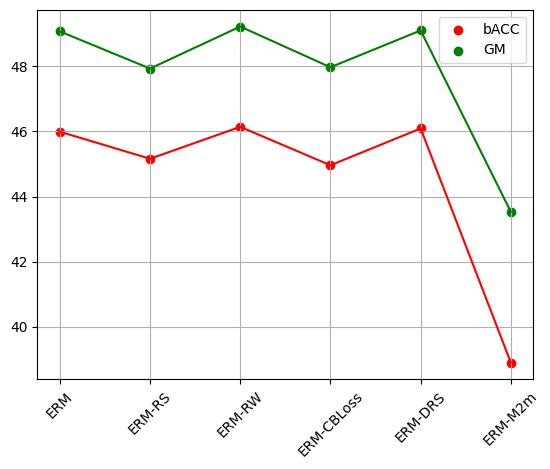 bACC
GM
48
46
44
42
40
ERM
ERM-RS
ERM-RW
ERM-CBLoss
ERM-DRS
ERM-M2m